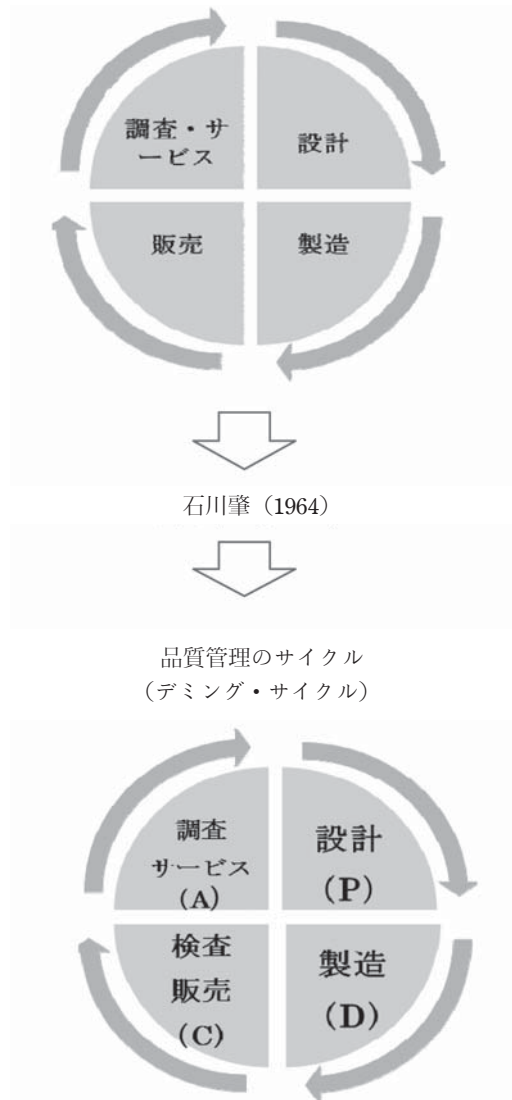 調査・サ
ービス
設計
販売
製造
石川肇（1964）
品質管理のサイクル
（デミング・サイクル）
調査
サービス
(A)
設計
(P)
検査
販売
(C)
製造
(D)